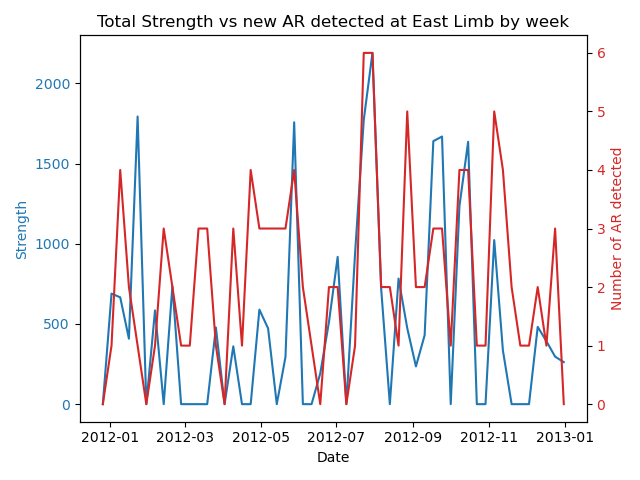 Total Strength vs new AR detected at East Limb by week
Strength
2000
1500
1000
500
0
6
5
4
3
2
1
0
Number of AR detected
2012-01 2012-03 2012-05 2012-07 2012-09 2012-11 2013-01
Date